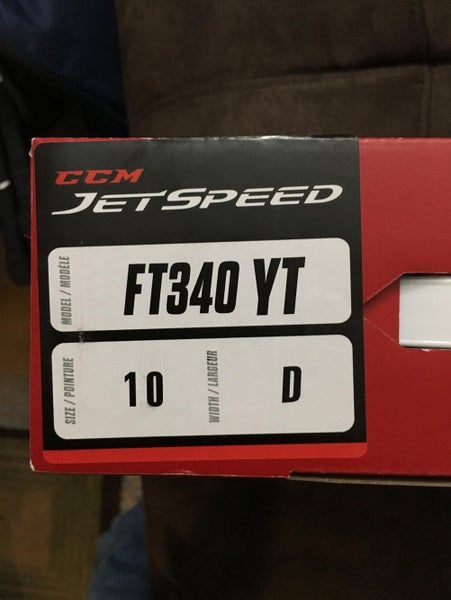 CCM
JETSPEED
MODEL / MODÈLE
FT340 YT
SIZE / POINTURE
10
WIDTH / LARGEUR
D